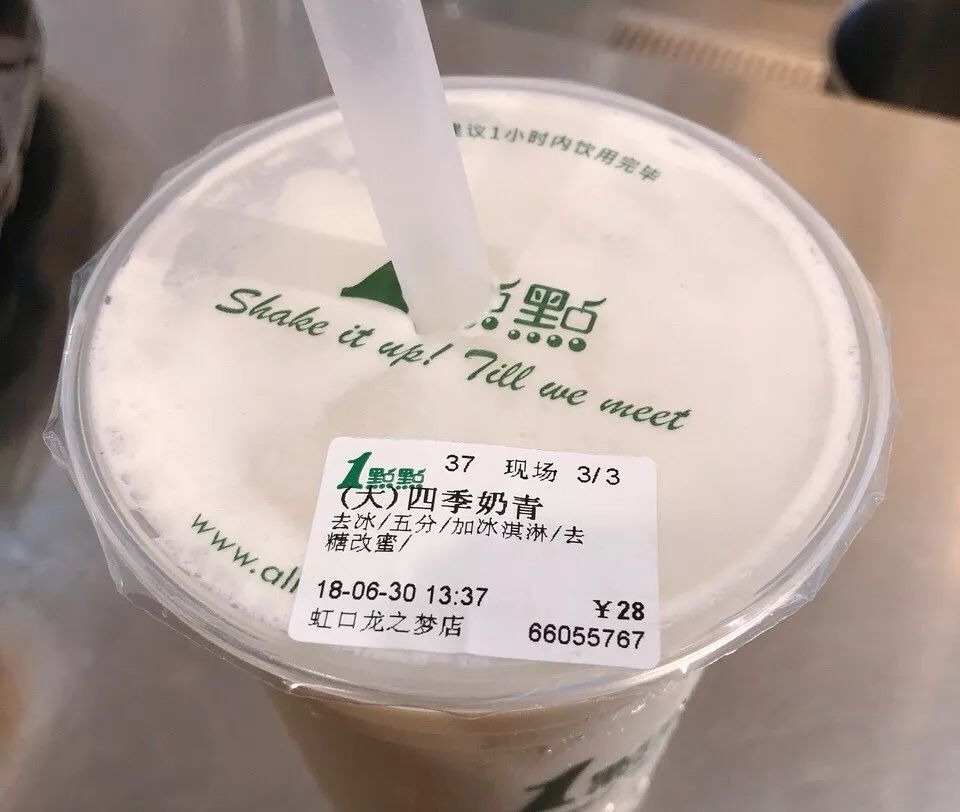 建议1小时内饮用完毕
點點
Shake it up! Till we meet
1點點 37 现场 3/3
(大)四季奶青
去冰/五分/加冰淇淋/去
糖改蜜/
18-06-30 13:37 ￥28
虹口龙之梦店 66055767
www.ali
1